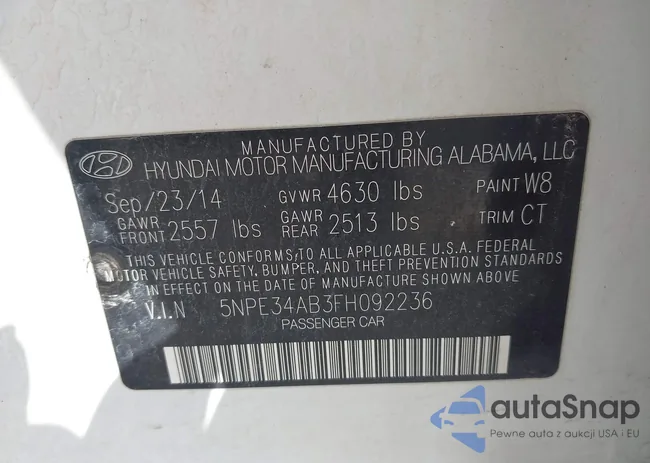 MANUFACTURED BY
HYUNDAI MOTOR MANUFACTURING ALABAMA, LLC
Sep/23/14 GVWR 4630 lbs PAINT W8
GAWR FRONT 2557 lbs GAWR REAR 2513 lbs TRIM CT
THIS VEHICLE CONFORMS TO ALL APPLICABLE U.S.A. FEDERAL
MOTOR VEHICLE SAFETY, BUMPER, AND THEFT PREVENTION STANDARDS
IN EFFECT ON THE DATE OF MANUFACTURE SHOWN ABOVE
V.I.N 5NPE34AB3FH092236
PASSENGER CAR
autaSnap
Pewne auta z aukcji USA i EU